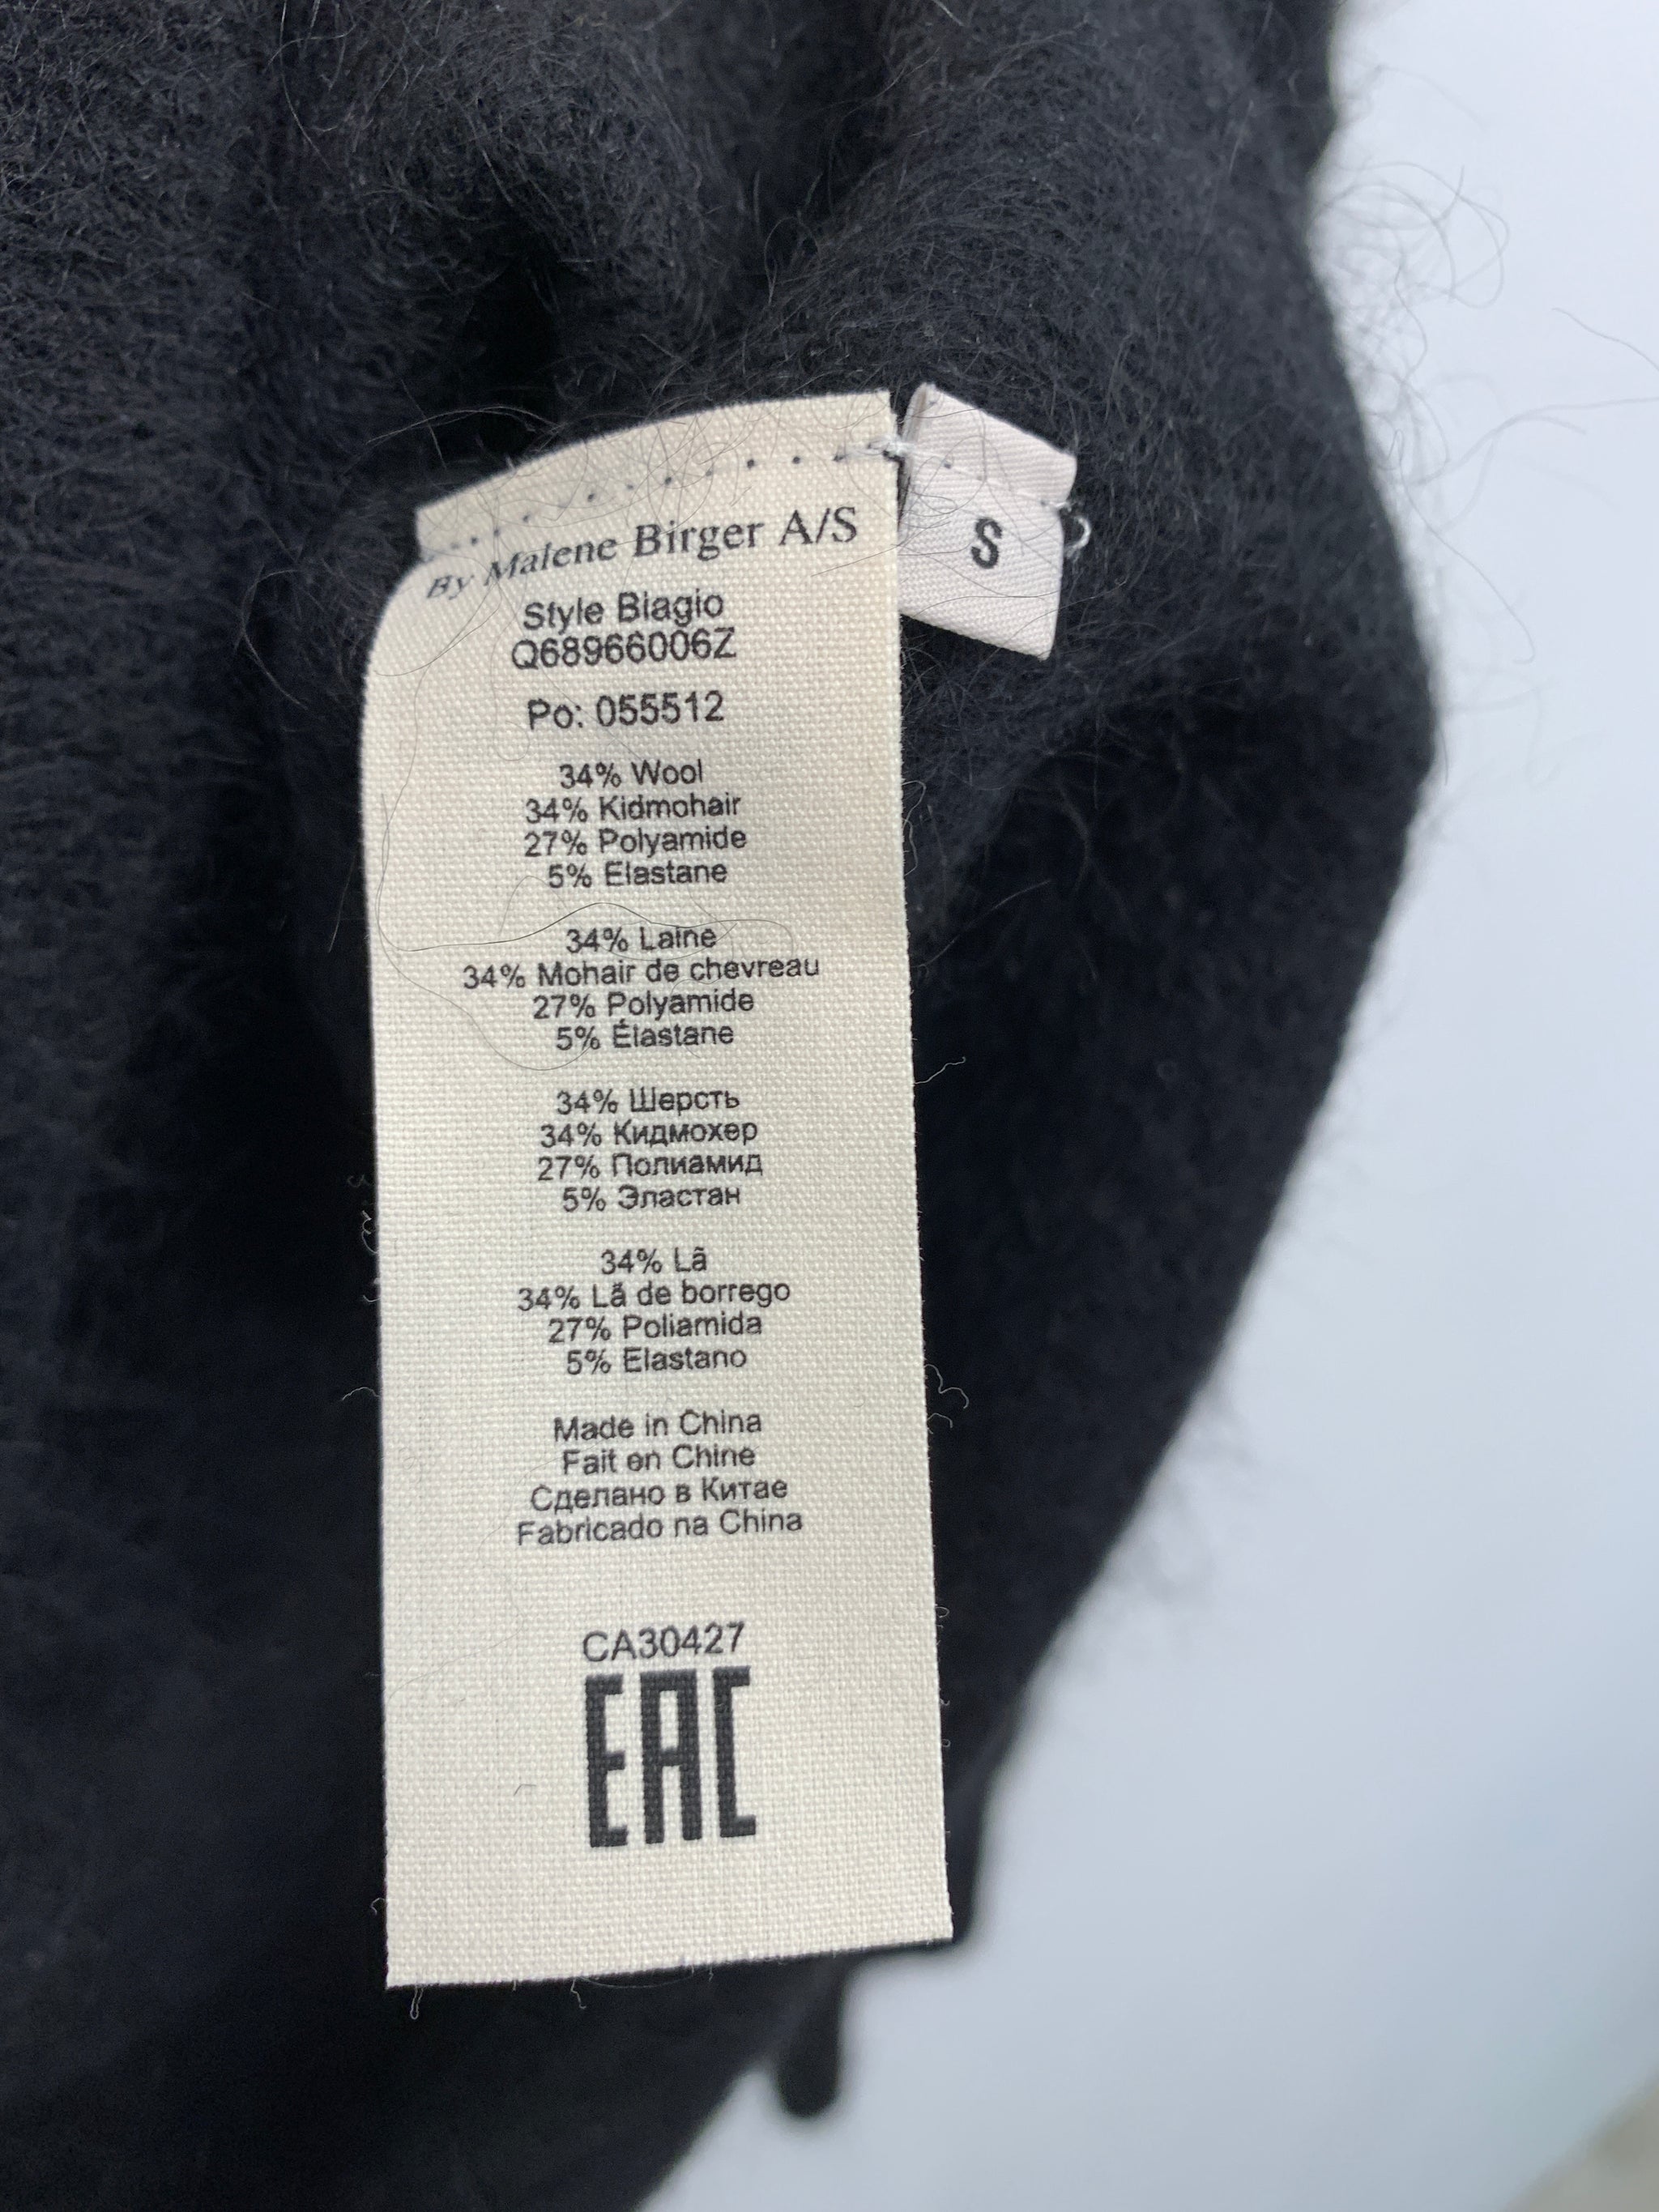 By Malene Birger A/S
S
Style Biagio
Q68966006Z
Po: 055512
34% Wool
34% Kidmohair
27% Polyamide
5% Elastane
34% Laine
34% Mohair de chevreau
27% Polyamide
5% Élastane
34% Шерсть
34% Кидмохер
27% Полиамид
5% Эластан
34% Lã
34% Lã de borrego
27% Poliamida
5% Elastano
Made in China
Fait en Chine
Сделано в Китае
Fabricado na China
CA30427
EAC